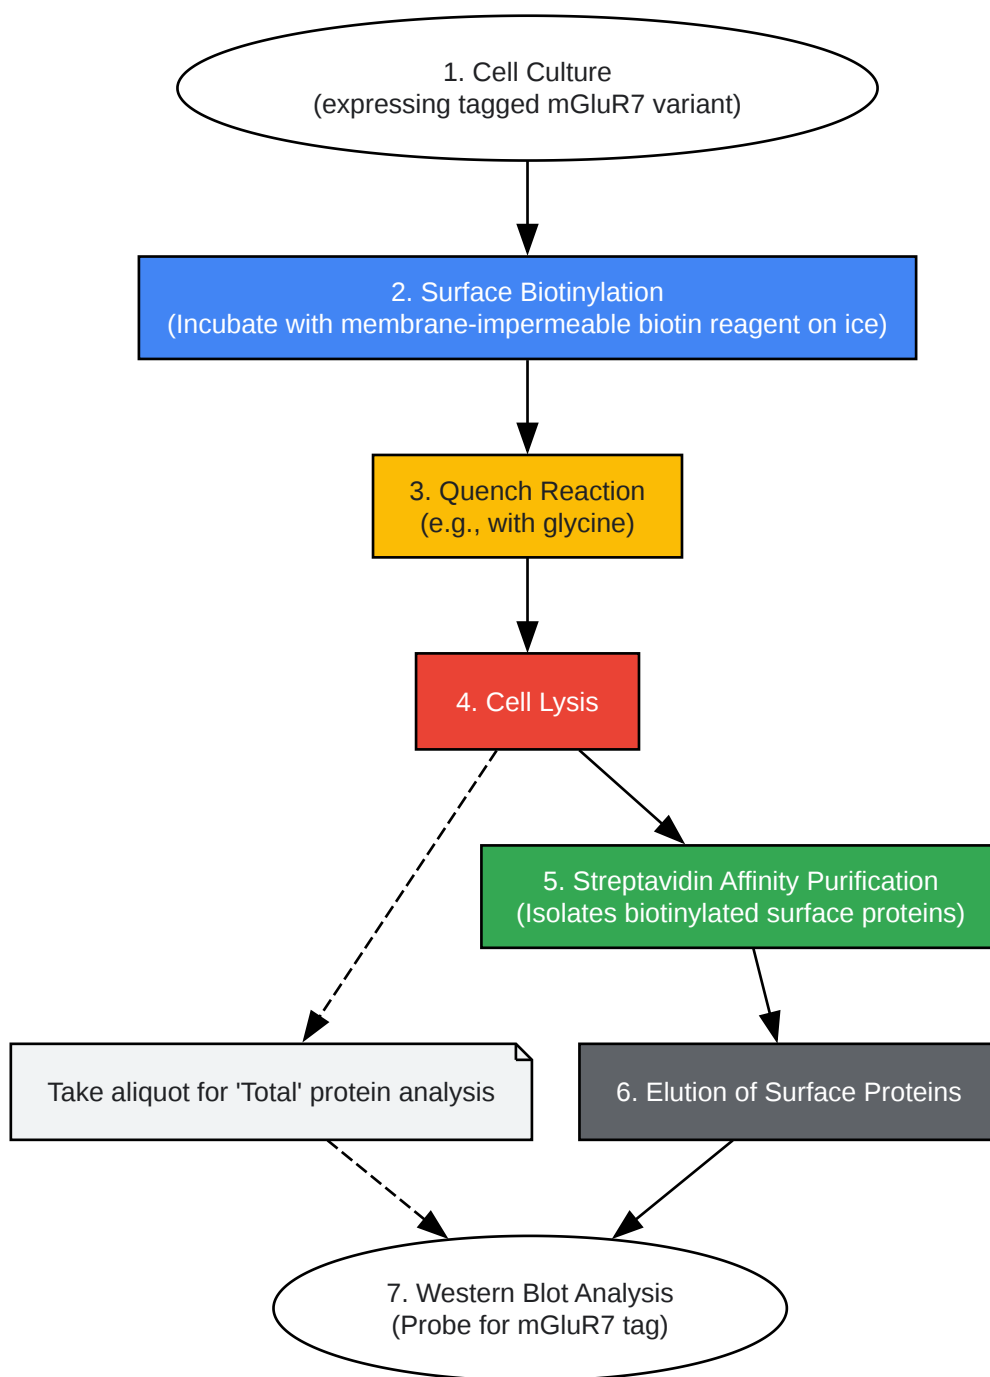 1. Cell Culture
(expressing tagged mGluR7 variant)
2. Surface Biotinylation
(Incubate with membrane-impermeable biotin reagent on ice)
3. Quench Reaction
(e.g., with glycine)
4. Cell Lysis
5. Streptavidin Affinity Purification
(Isolates biotinylated surface proteins)
Take aliquot for 'Total' protein analysis
6. Elution of Surface Proteins
7. Western Blot Analysis
(Probe for mGluR7 tag)